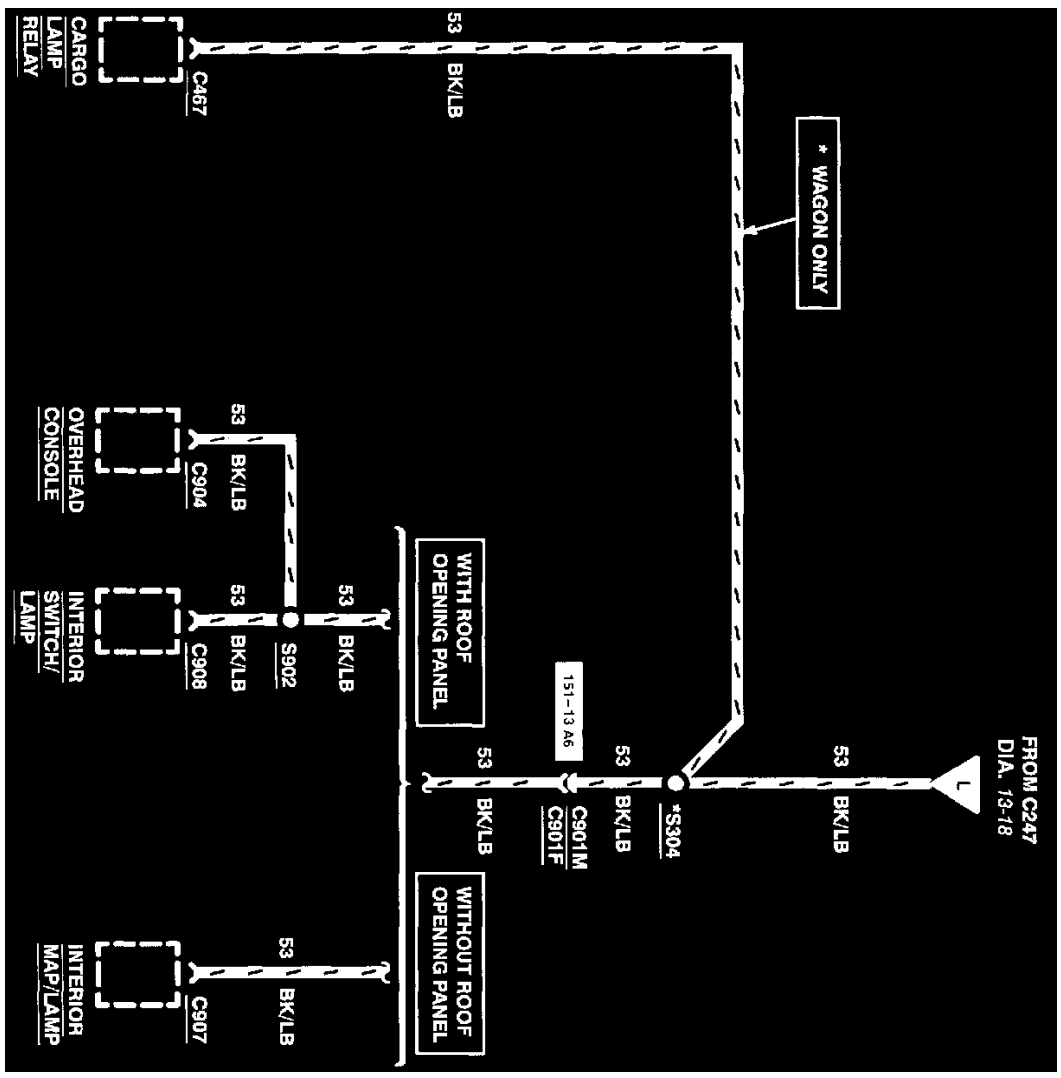 FROM C247
DIA. 13-18
L
53
BK/LB
* WAGON ONLY
*S304
53
BK/LB
C901M
C901F
151-13 A6
53
BK/LB
WITH ROOF
OPENING PANEL
WITHOUT ROOF
OPENING PANEL
53
BK/LB
53
BK/LB
S902
53
BK/LB
53
BK/LB
53
BK/LB
C467
C904
C908
C907
CARGO
LAMP
RELAY
OVERHEAD
CONSOLE
INTERIOR
SWITCH/
LAMP
INTERIOR
MAP/LAMP